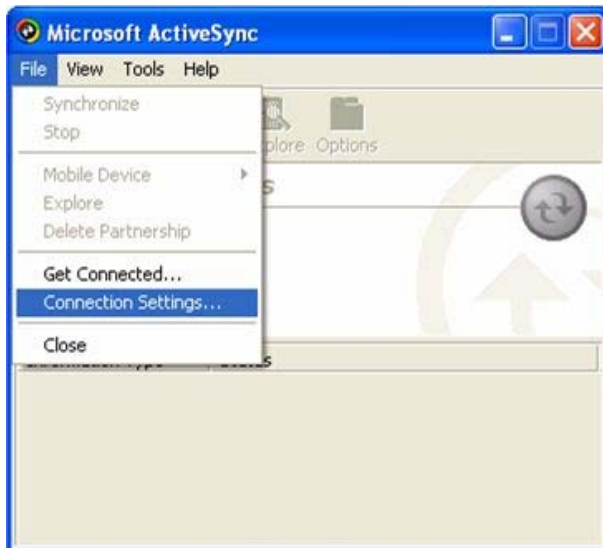 Microsoft ActiveSync
File View Tools Help
Synchronize
Stop
Options
Mobile Device
Explore
Delete Partnership
Get Connected...
Connection Settings...
Close